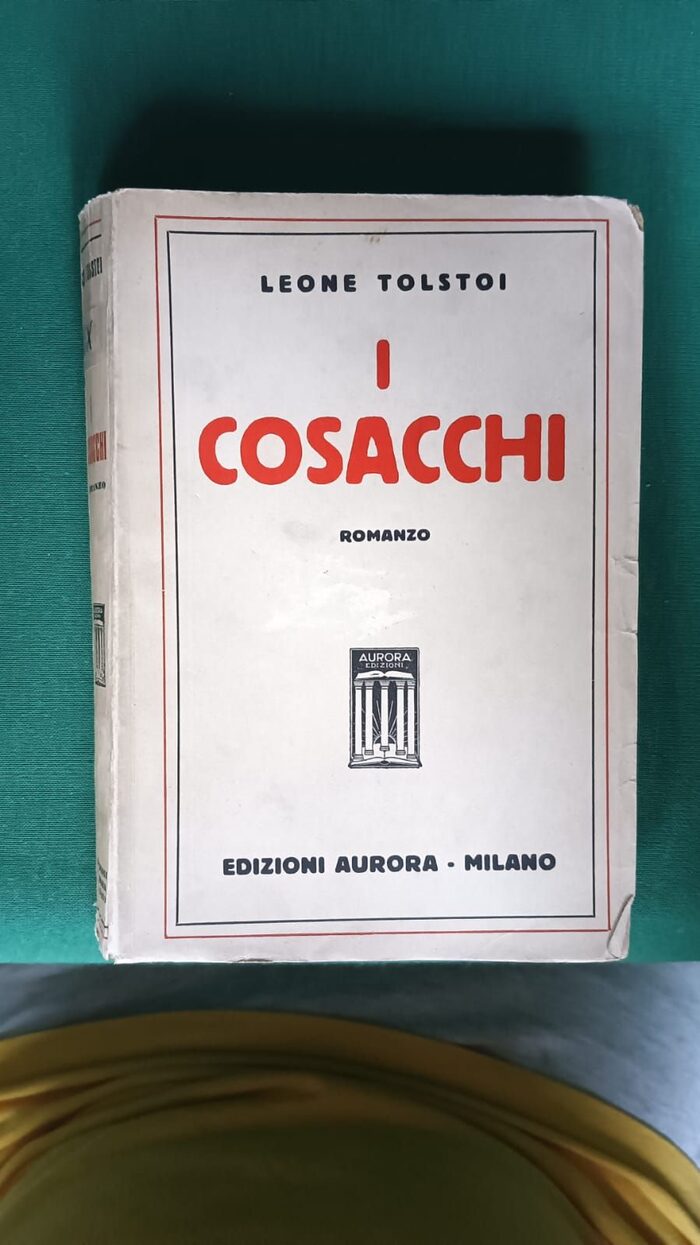 LEONE TOLSTOI
I
COSACCHI
ROMANZO
AURORA
EDIZIONI
EDIZIONI AURORA - MILANO